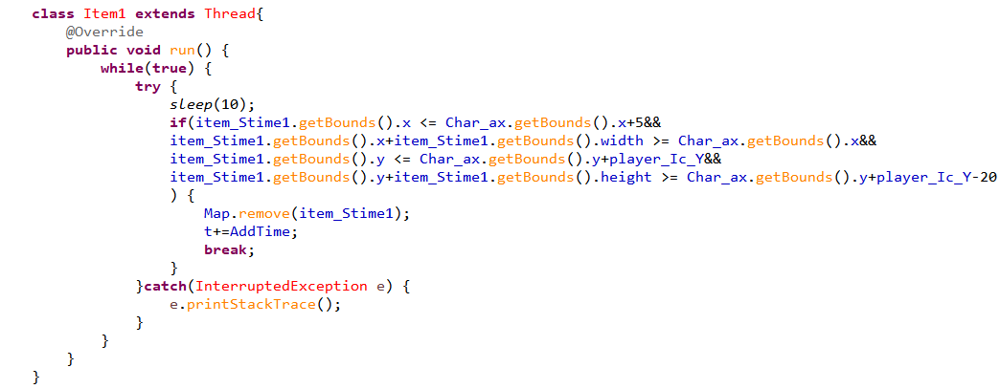 class Item1 extends Thread{
    @Override
    public void run() {
        while(true) {
            try {
                sleep(10);
                if(item_Stime1.getBounds().x <= Char_ax.getBounds().x+5&&
                item_Stime1.getBounds().x+item_Stime1.getBounds().width >= Char_ax.getBounds().x&&
                item_Stime1.getBounds().y <= Char_ax.getBounds().y+player_Ic_Y&&
                item_Stime1.getBounds().y+item_Stime1.getBounds().height >= Char_ax.getBounds().y+player_Ic_Y-20
                ) {
                    Map.remove(item_Stime1);
                    t+=AddTime;
                    break;
                }
            }catch(InterruptedException e) {
                e.printStackTrace();
            }
        }
    }
}